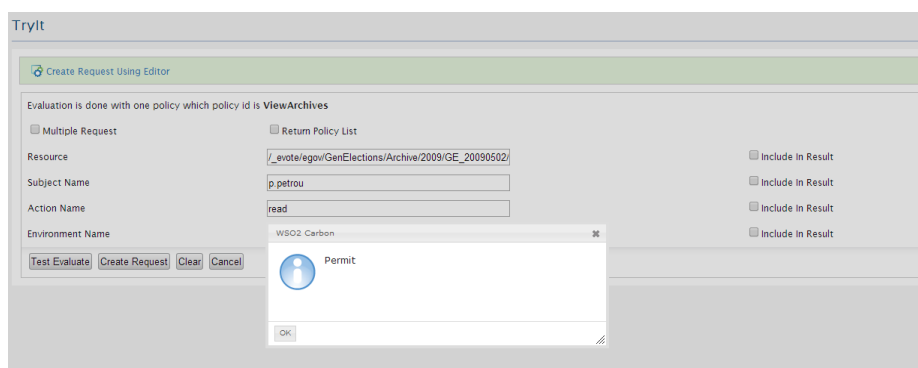 TryIt
Create Request Using Editor
Evaluation is done with one policy which policy id is ViewArchives
Multiple Request Return Policy List
Resource /_evote/egov/GenElections/Archive/2009/GE_20090502/ Include In Result
Subject Name p.petrou Include In Result
Action Name read Include In Result
Environment Name Include In Result
WSO2 Carbon
Test Evaluate Create Request Clear Cancel
Permit
OK